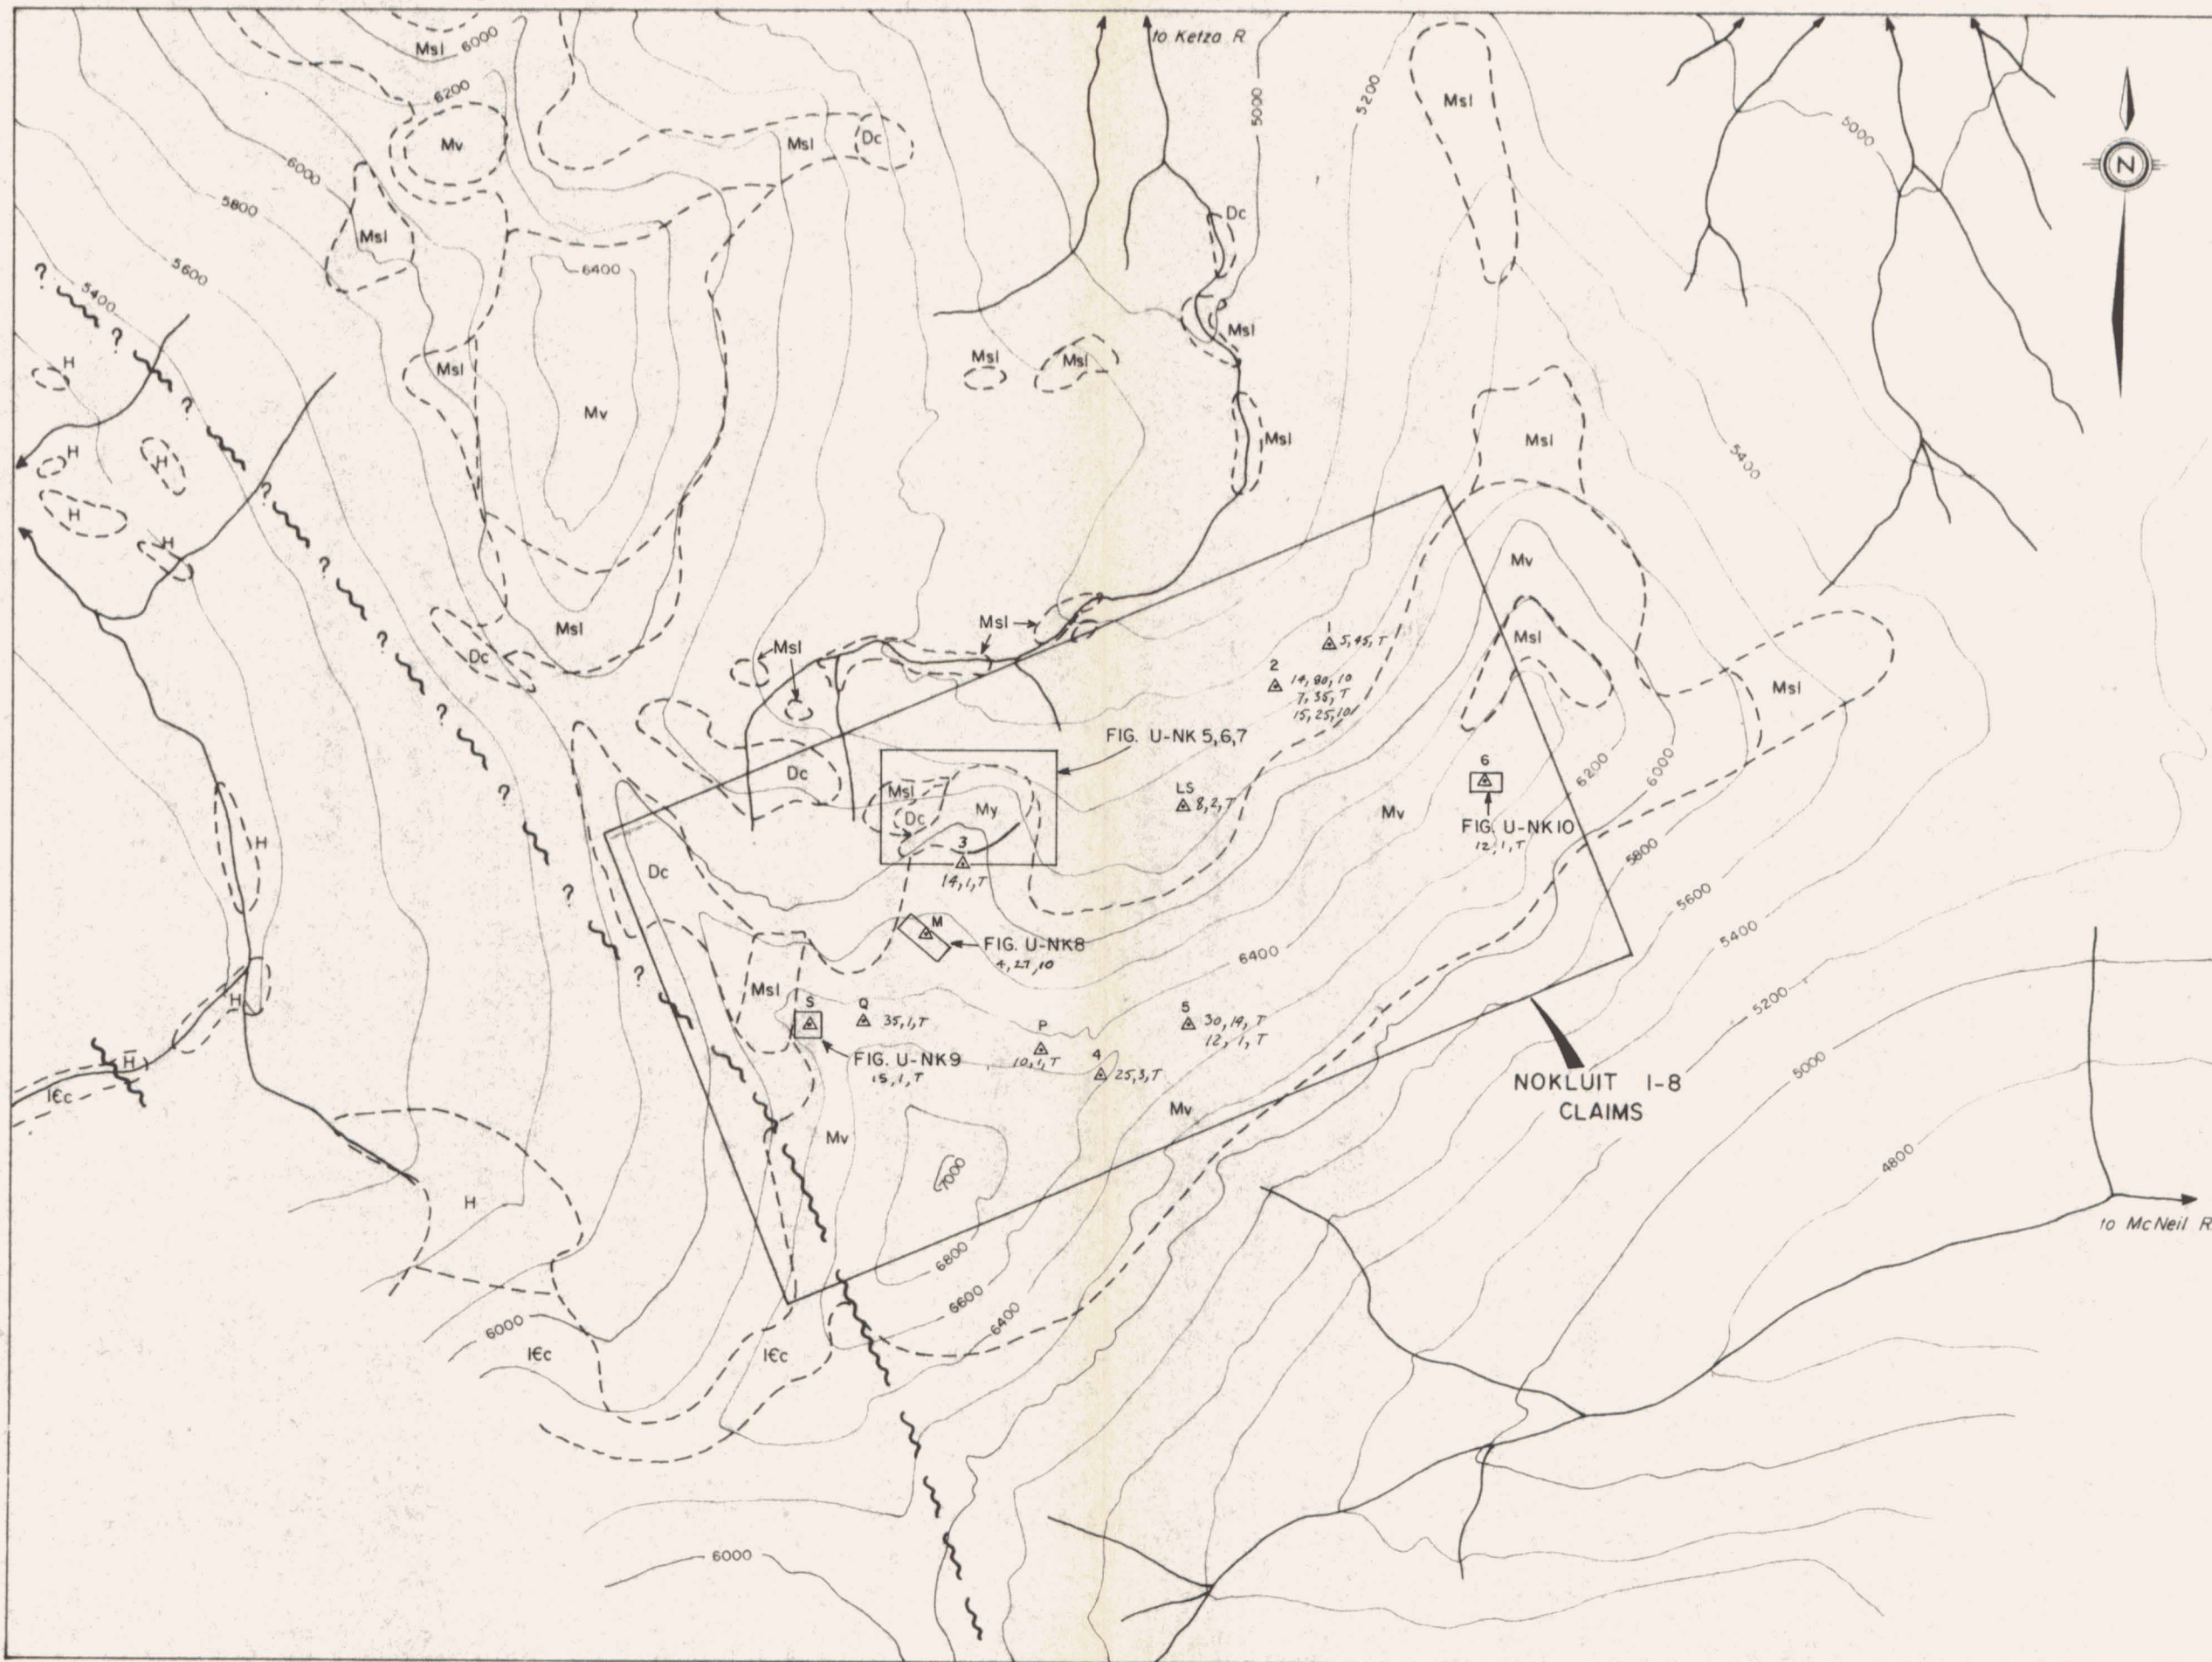 to Ketza R
Msl
6000
6200
Mv
Msl
Dc
5000
5200
Msl
5000
N
6000
5800
Msl
Dc
5600
6400
?
5400
?
Msl
Msl
Msl
H
Msl
Mv
?
Msl
Msl
5400
H
H
?
H
H
Mv
?
Msl
Msl
Msl
Msl
1
5,45,T
?
Dc
Msl
2
14,80,10
7,35,T
15,25,10
Msl
?
FIG. U-NK 5,6,7
Dc
6
6200
6000
?
Msl
My
LS
8,2,T
Mv
Dc
FIG. U-NK10
12,1,T
H
3
5800
Dc
14,1,T
?
5600
M
FIG. U-NK8
4,27,10
5400
6400
?
Msl
S
Q
35,1,T
H
5
30,14,T
12,1,T
5200
P
10,1,T
4
25,3,T
FIG. U-NK9
15,1,T
H
5000
I€c
NOKLUIT 1-8
CLAIMS
Mv
Mv
4800
7000
H
to McNeil R.
6800
6600
6400
6000
I€c
I€c
6000